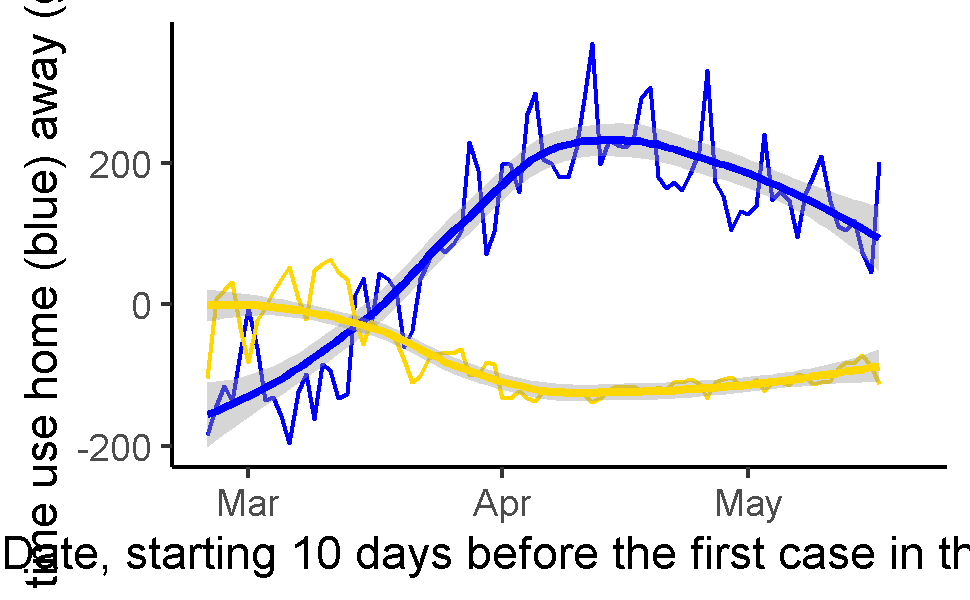 time use home (blue) away (
200
0
-200
Mar Apr May
Date, starting 10 days before the first case in th